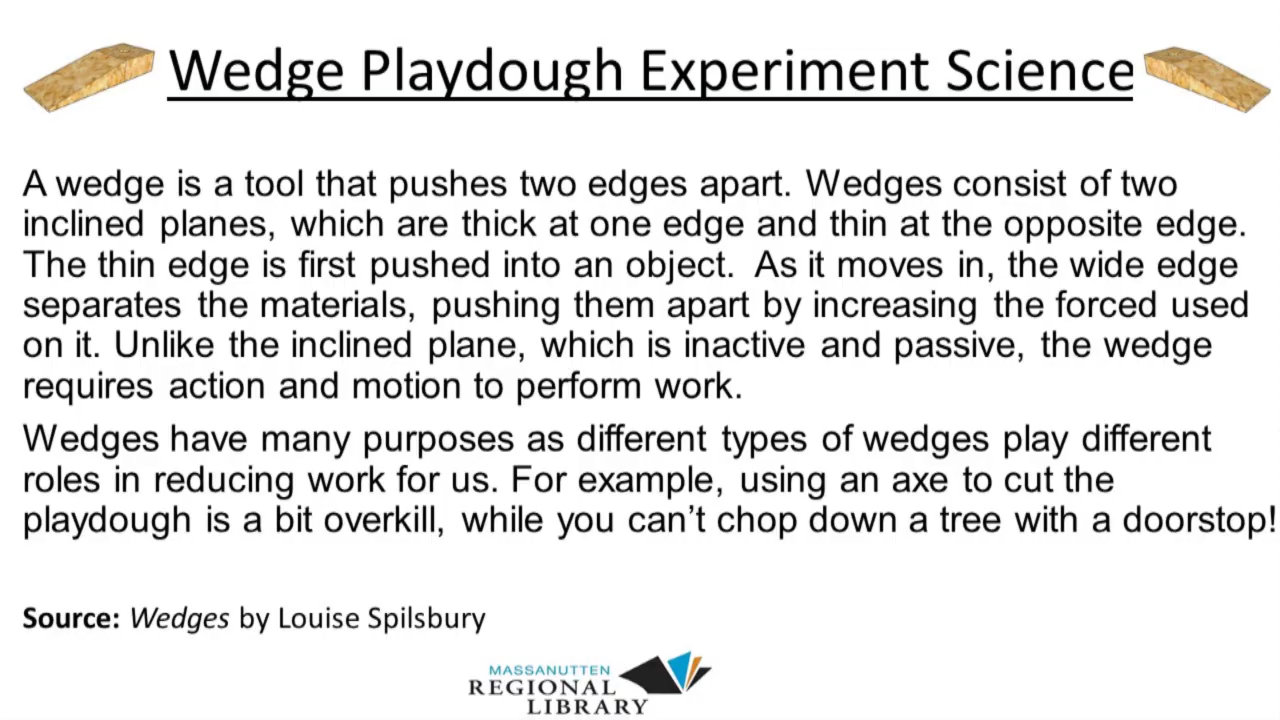 Wedge Playdough Experiment Science
A wedge is a tool that pushes two edges apart. Wedges consist of two
inclined planes, which are thick at one edge and thin at the opposite edge.
The thin edge is first pushed into an object.  As it moves in, the wide edge
separates the materials, pushing them apart by increasing the forced used
on it. Unlike the inclined plane, which is inactive and passive, the wedge
requires action and motion to perform work.
Wedges have many purposes as different types of wedges play different
roles in reducing work for us. For example, using an axe to cut the
playdough is a bit overkill, while you can’t chop down a tree with a doorstop!
Source: Wedges by Louise Spilsbury
MASSANUTTEN
REGIONAL
LIBRARY